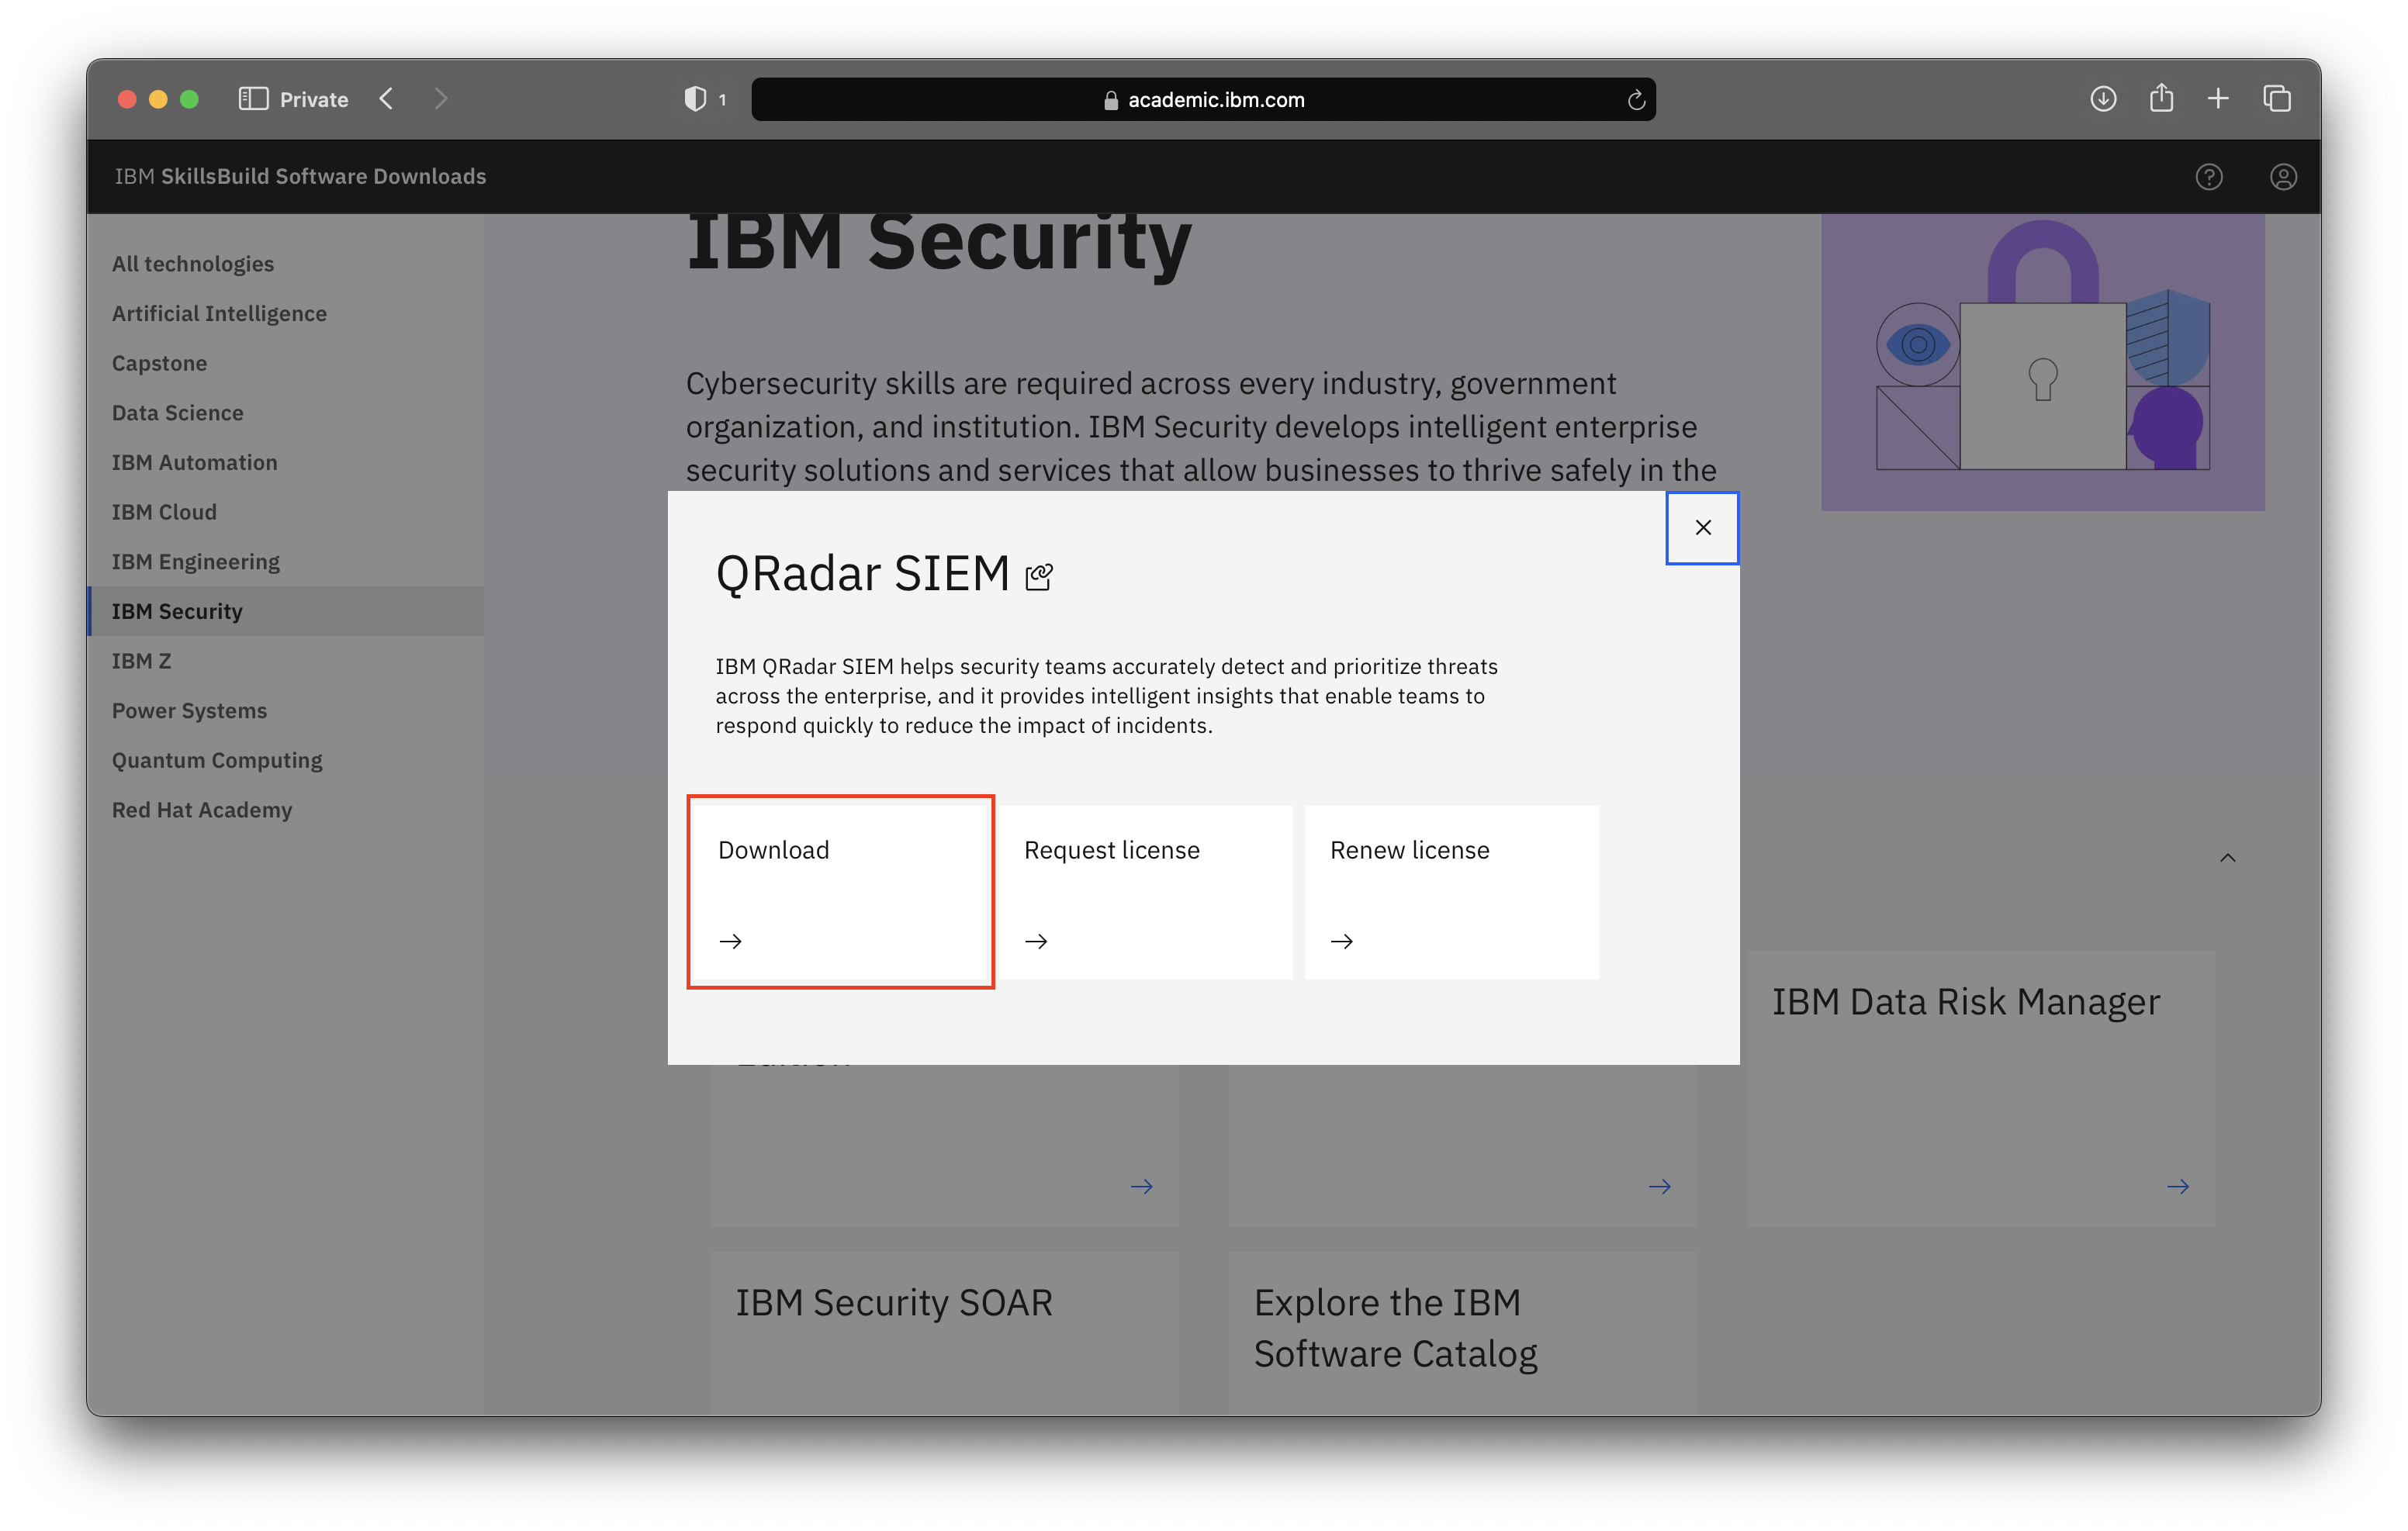 Private
1
academic.ibm.com
IBM SkillsBuild Software Downloads
All technologies
Artificial Intelligence
Capstone
Data Science
IBM Automation
IBM Cloud
IBM Engineering
IBM Security
IBM Z
Power Systems
Quantum Computing
Red Hat Academy
IBM Security
Cybersecurity skills are required across every industry, government
organization, and institution. IBM Security develops intelligent enterprise
security solutions and services that allow businesses to thrive safely in the
QRadar SIEM
IBM QRadar SIEM helps security teams accurately detect and prioritize threats
across the enterprise, and it provides intelligent insights that enable teams to
respond quickly to reduce the impact of incidents.
Download
Request license
Renew license
IBM Data Risk Manager
IBM Security SOAR
Explore the IBM
Software Catalog